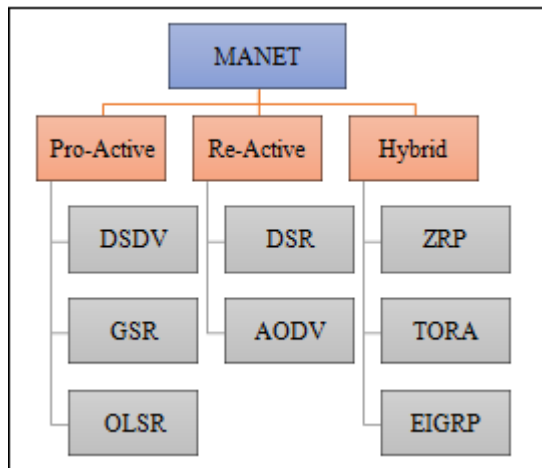 MANET
Pro-Active
Re-Active
Hybrid
DSDV
DSR
ZRP
GSR
AODV
TORA
OLSR
EIGRP